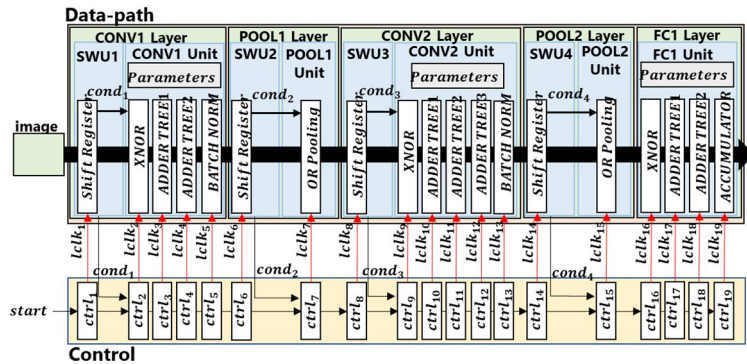 Data-path
CONV1 Layer
POOL1 Layer
CONV2 Layer
POOL2 Layer
FC1 Layer
SWU1
CONV1 Unit
SWU2
POOL1 Unit
SWU3
CONV2 Unit
SWU4
POOL2 Unit
FC1 Unit
Parameters
Parameters
Parameters
cond₁
cond₂
cond₃
cond₄
image
Shift Register
XNOR
ADDER TREE1
ADDER TREE2
BATCH NORM
Shift Register
OR Pooling
Shift Register
XNOR
ADDER TREE1
ADDER TREE2
ADDER TREE3
BATCH NORM
Shift Register
OR Pooling
XNOR
ADDER TREE1
ADDER TREE2
ACCUMULATOR
lclk₁
lclk₂
lclk₃
lclk₄
lclk₅
lclk₆
lclk₇
lclk₈
lclk₉
lclk₁₀
lclk₁₁
lclk₁₂
lclk₁₃
lclk₁₄
lclk₁₅
lclk₁₆
lclk₁₇
lclk₁₈
lclk₁₉
cond₁
cond₂
cond₃
cond₄
start
ctrl₁
ctrl₂
ctrl₃
ctrl₄
ctrl₅
ctrl₆
ctrl₇
ctrl₈
ctrl₉
ctrl₁₀
ctrl₁₁
ctrl₁₂
ctrl₁₃
ctrl₁₄
ctrl₁₅
ctrl₁₆
ctrl₁₇
ctrl₁₈
ctrl₁₉
Control